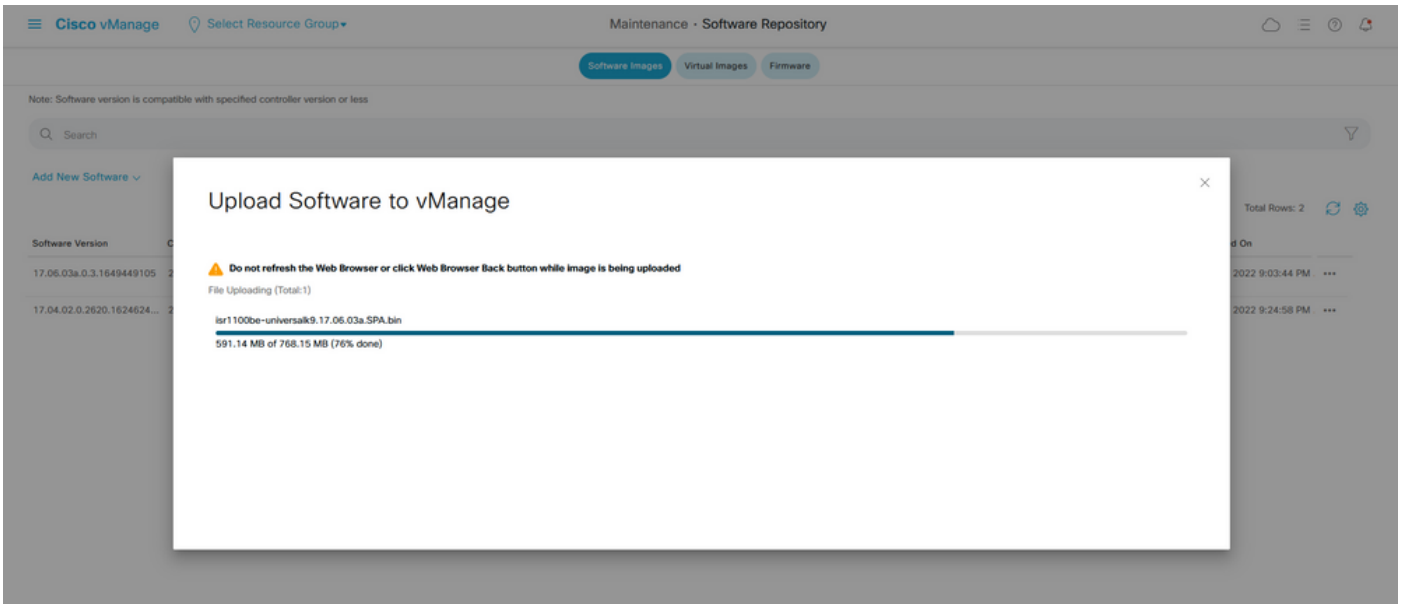 Cisco vManage Select Resource Group▾ Maintenance · Software Repository
Software Images Virtual Images Firmware
Note: Software version is compatible with specified controller version or less
Search
Add New Software
Upload Software to vManage
Total Rows: 2
Software Version C d On
Do not refresh the Web Browser or click Web Browser Back button while image is being uploaded
17.06.03a.0.3.1649449105 2 2022 9:03:44 PM ...
File Uploading (Total:1)
17.04.02.0.2620.1624624... 2 2022 9:24:58 PM ...
isr1100be-universalk9.17.06.03a.SPA.bin
591.14 MB of 768.15 MB (76% done)